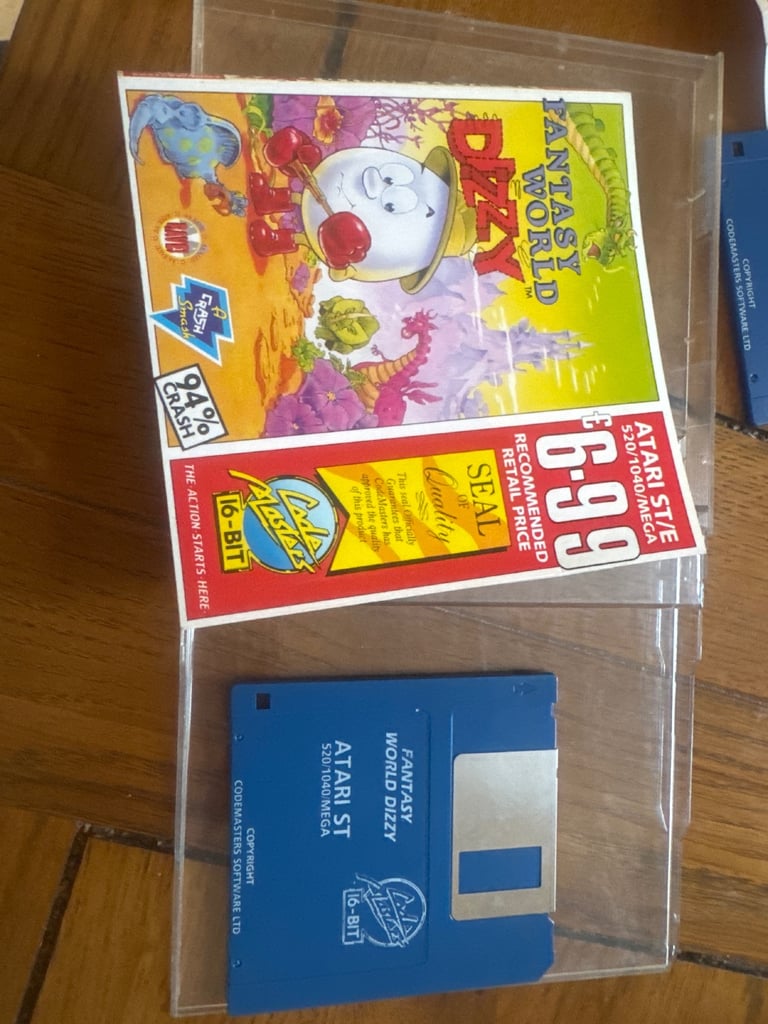 FANTASY
WORLD
DIZZY™
LIVE!
A
CRASH
Smash
94%
CRASH
ATARI ST/E
520/1040/MEGA
£6·99
RECOMMENDED
RETAIL PRICE
SEAL
OF
Quality
This seal Officially
Guarantees that
CodeMasters has
approved the quality
of this product
Code
Masters
16-BIT
THE ACTION STARTS HERE
FANTASY
WORLD DIZZY
ATARI ST
520/1040/MEGA
Code
Masters
16-BIT
COPYRIGHT
CODEMASTERS SOFTWARE LTD
COPYRIGHT
CODEMASTERS SOFTWARE LTD